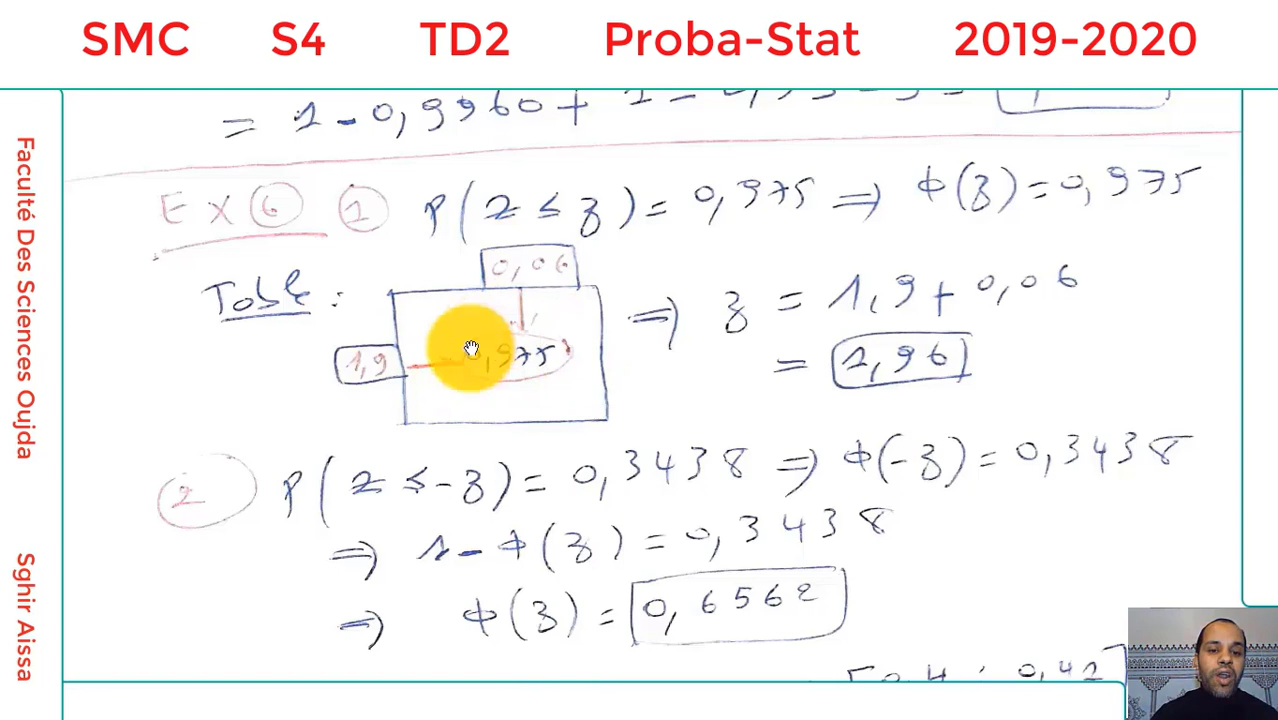 SMC S4 TD2 Proba-Stat 2019-2020
Faculté Des Sciences Oujda
Sghir Aissa
= 1 - 0,9960 + 1 -
EX 6 1 P(Z ≤ z) = 0,975 ⇒ Φ(z) = 0,975
Table :
0,06
1,9 0,975
⇒ z = 1,9 + 0,06
= 1,96
2 P(Z ≤ -z) = 0,3438 ⇒ Φ(-z) = 0,3438
⇒ 1 - Φ(z) = 0,3438
⇒ Φ(z) = 0,6562